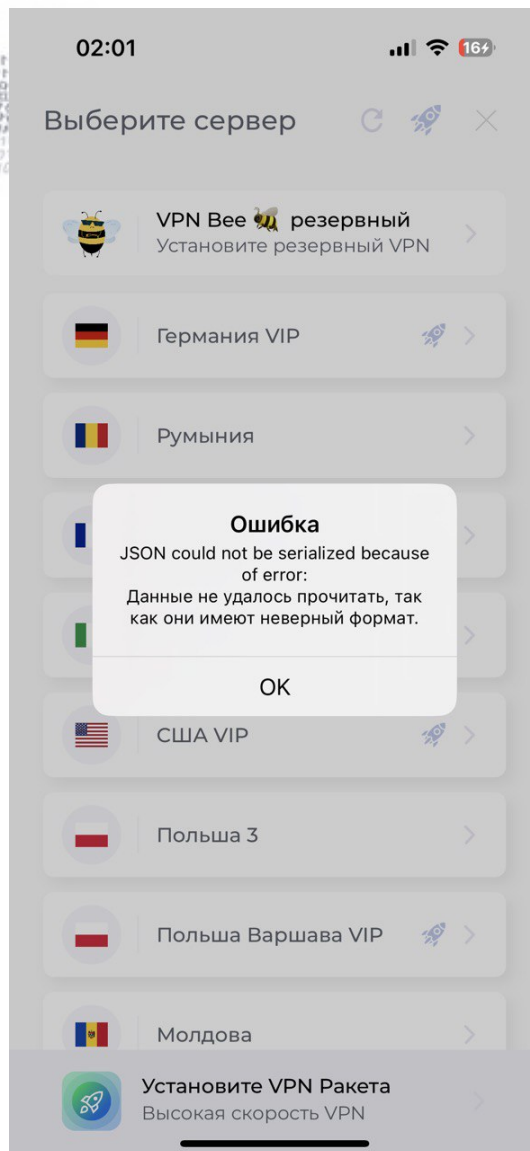 02:01
16
Выберите сервер
VPN Bee 🐝 резервный
Установите резервный VPN
Германия VIP
Румыния
Ошибка
JSON could not be serialized because
of error:
Данные не удалось прочитать, так
как они имеют неверный формат.
OK
США VIP
Польша 3
Польша Варшава VIP
Молдова
Установите VPN Ракета
Высокая скорость VPN